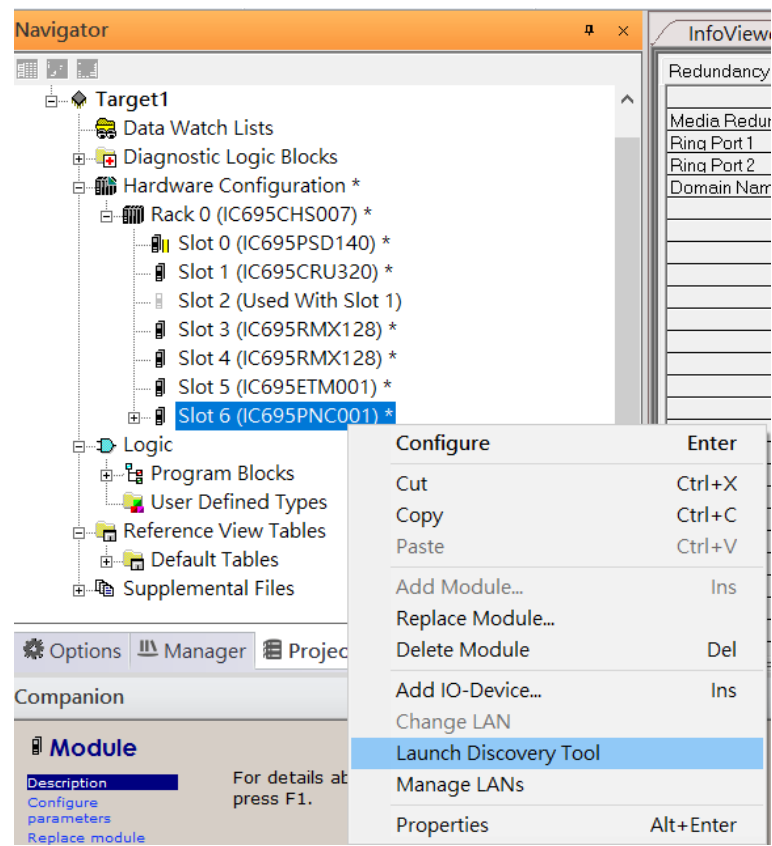 Navigator
InfoViewe
Redundancy
Target1
Data Watch Lists
Diagnostic Logic Blocks
Hardware Configuration *
Rack 0 (IC695CHS007) *
Slot 0 (IC695PSD140) *
Slot 1 (IC695CRU320) *
Slot 2 (Used With Slot 1)
Slot 3 (IC695RMX128) *
Slot 4 (IC695RMX128) *
Slot 5 (IC695ETM001) *
Slot 6 (IC695PNC001) *
Logic
Program Blocks
User Defined Types
Reference View Tables
Default Tables
Supplemental Files
Media Redun
Ring Port 1
Ring Port 2
Domain Nam
Configure Enter
Cut Ctrl+X
Copy Ctrl+C
Paste Ctrl+V
Add Module... Ins
Replace Module...
Delete Module Del
Add IO-Device... Ins
Change LAN
Launch Discovery Tool
Manage LANs
Properties Alt+Enter
Options Manager Projec
Companion
Module
Description
Configure
parameters
Replace module
For details ab
press F1.